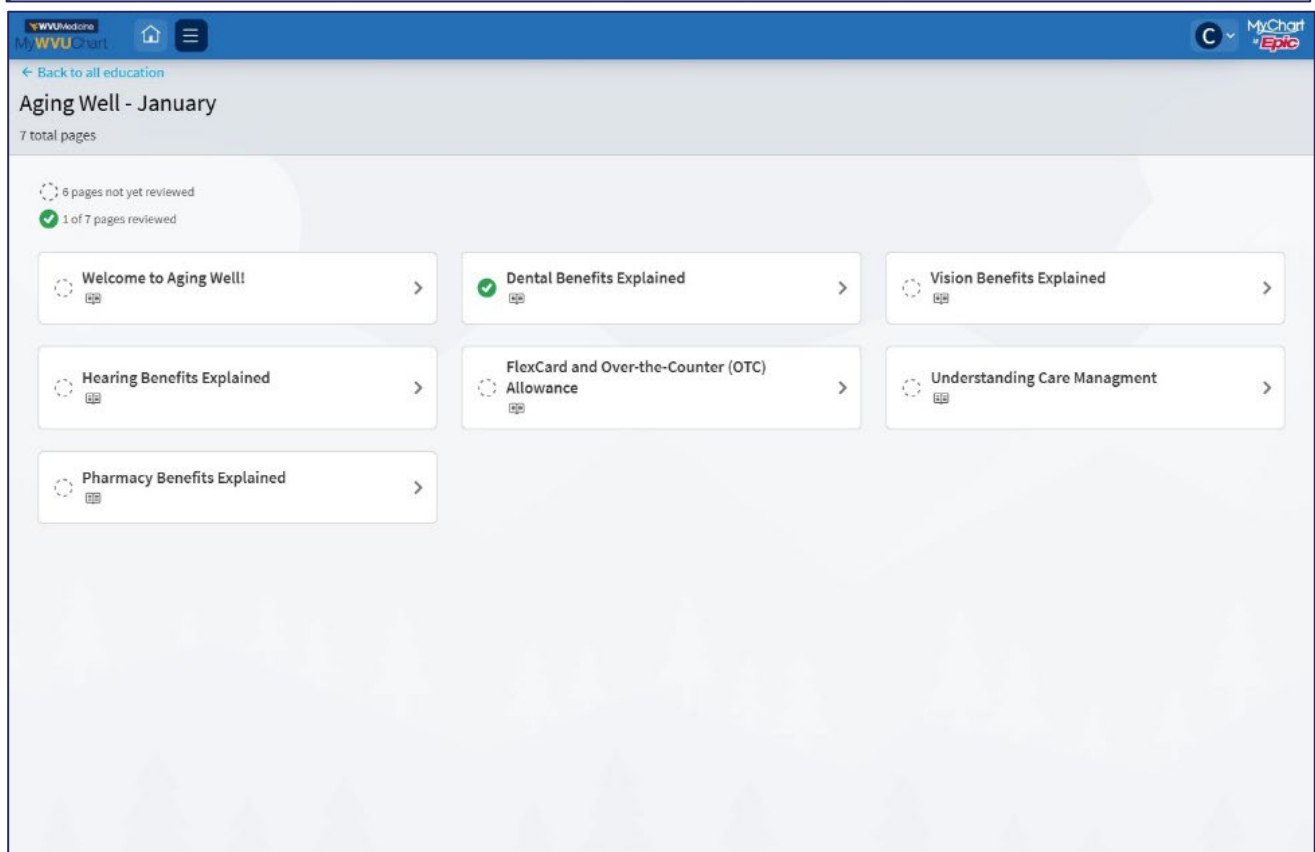 WVUMedicine
MyWVUChart
C
MyChart
Epic
← Back to all education
Aging Well - January
7 total pages
6 pages not yet reviewed
1 of 7 pages reviewed
Welcome to Aging Well!
Dental Benefits Explained
Vision Benefits Explained
Hearing Benefits Explained
FlexCard and Over-the-Counter (OTC)
Allowance
Understanding Care Managment
Pharmacy Benefits Explained